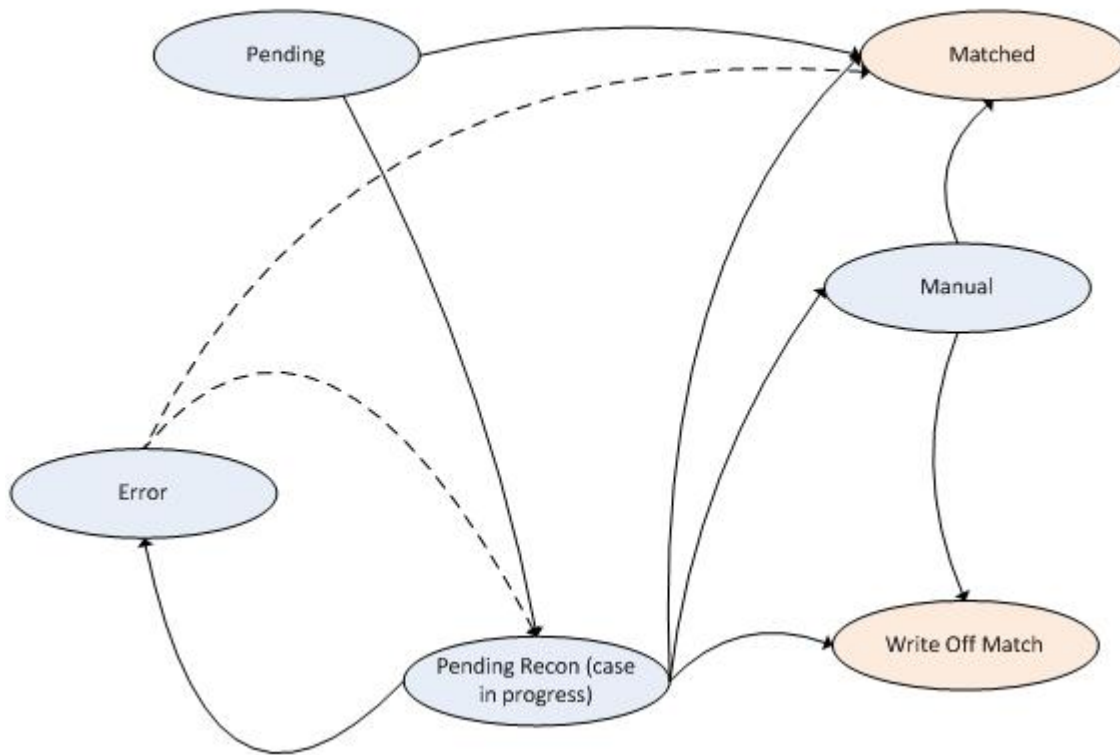 Pending
Matched
Manual
Error
Pending Recon (case
in progress)
Write Off Match